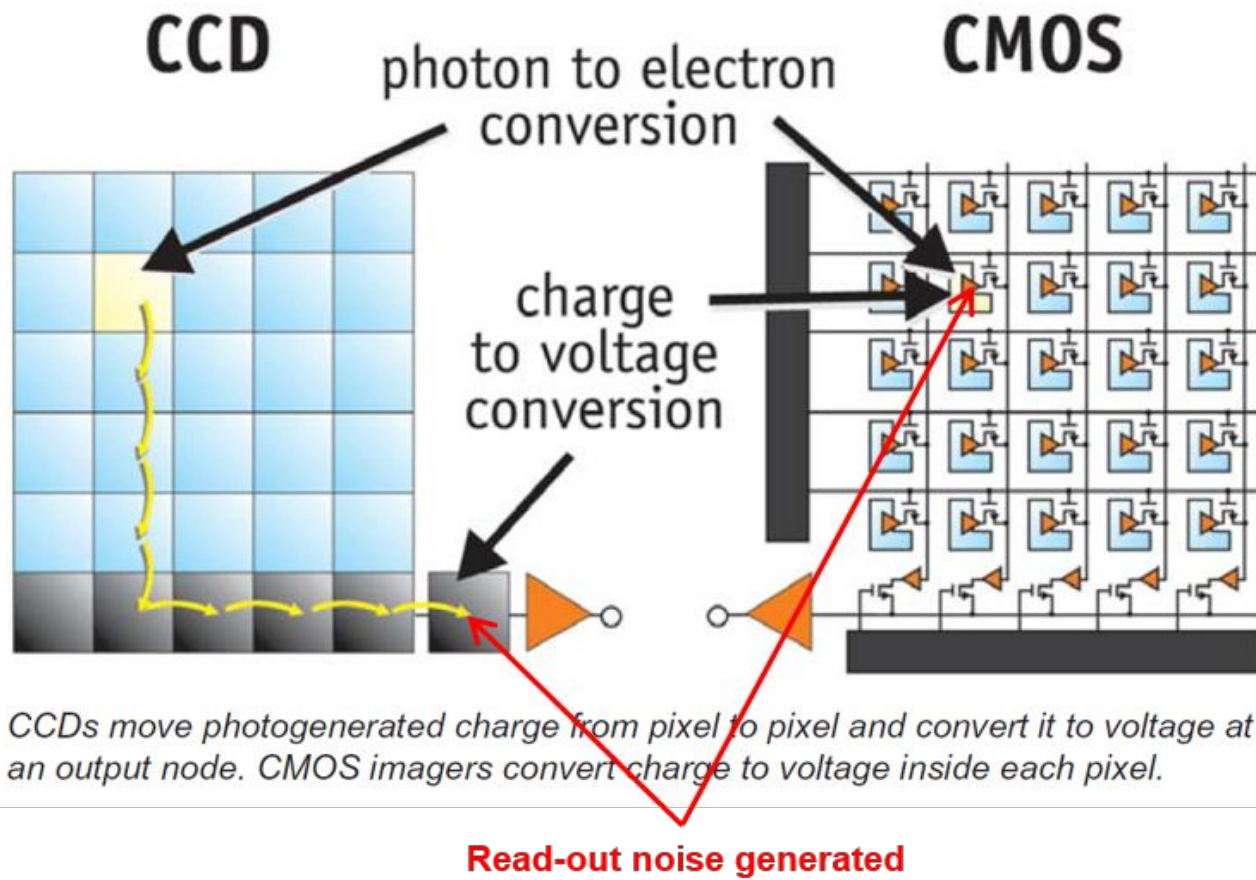 CCD
CMOS
photon to electron
conversion
charge
to voltage
conversion
CCDs move photogenerated charge from pixel to pixel and convert it to voltage at
an output node. CMOS imagers convert charge to voltage inside each pixel.
Read-out noise generated